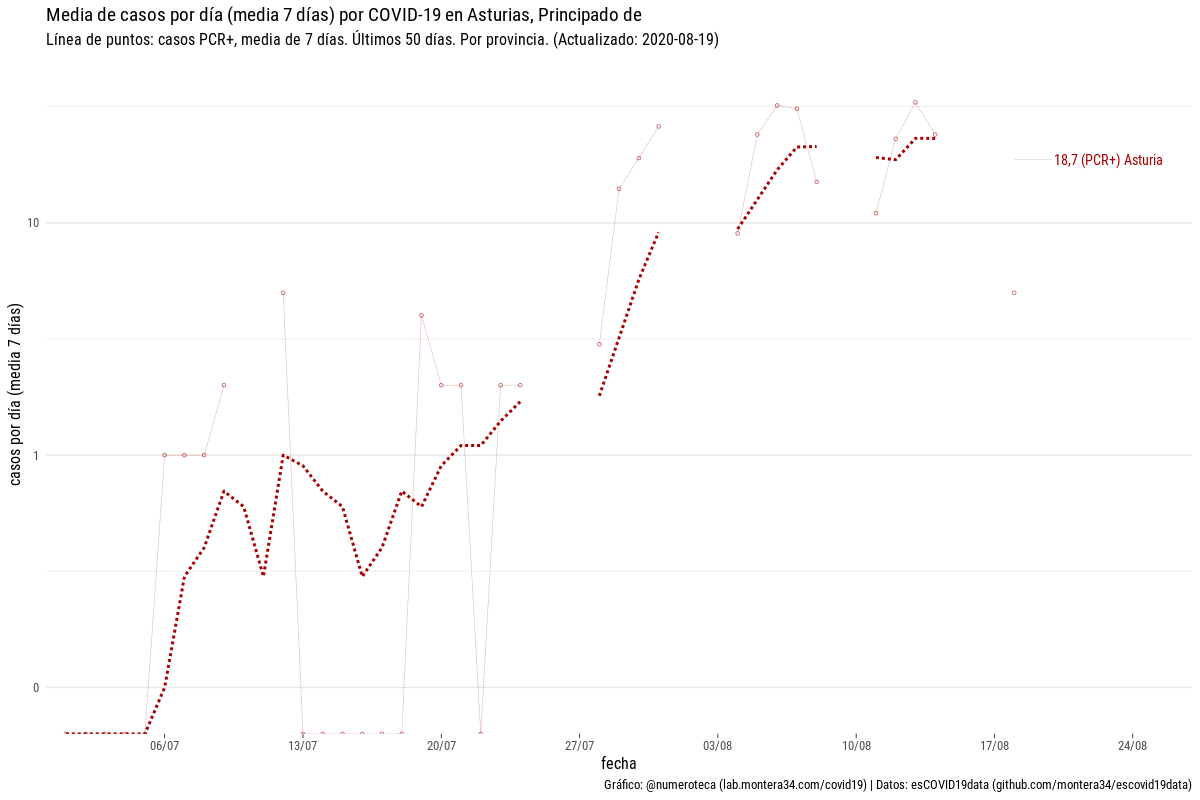 Media de casos por día (media 7 días) por COVID-19 en Asturias, Principado de
Línea de puntos: casos PCR+, media de 7 días. Últimos 50 días. Por provincia. (Actualizado: 2020-08-19)
casos por día (media 7 días)
10
1
0
18,7 (PCR+) Asturia
06/07
13/07
20/07
27/07
03/08
10/08
17/08
24/08
fecha
Gráfico: @numeroteca (lab.montera34.com/covid19) | Datos: esCOVID19data (github.com/montera34/escovid19data)